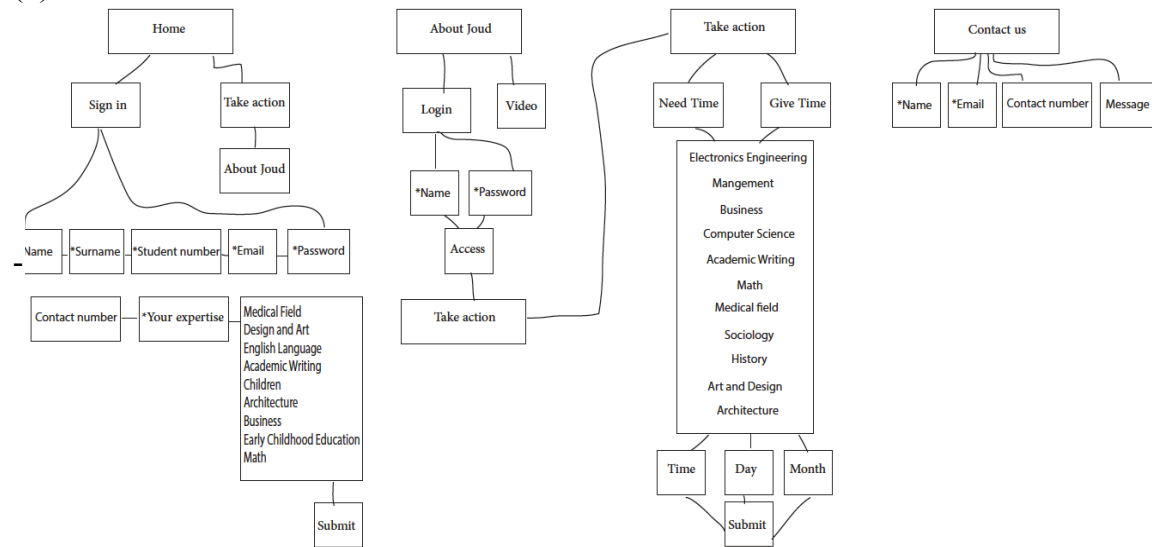 Home
Sign in
Take action
About Joud
Name
*Surname
*Student number
*Email
*Password
Contact number
*Your expertise
Medical Field
Design and Art
English Language
Academic Writing
Children
Architecture
Business
Early Childhood Education
Math
Submit
About Joud
Login
Video
*Name
*Password
Access
Take action
Take action
Need Time
Give Time
Electronics Engineering
Mangement
Business
Computer Science
Academic Writing
Math
Medical field
Sociology
History
Art and Design
Architecture
Time
Day
Month
Submit
Contact us
*Name
*Email
Contact number
Message